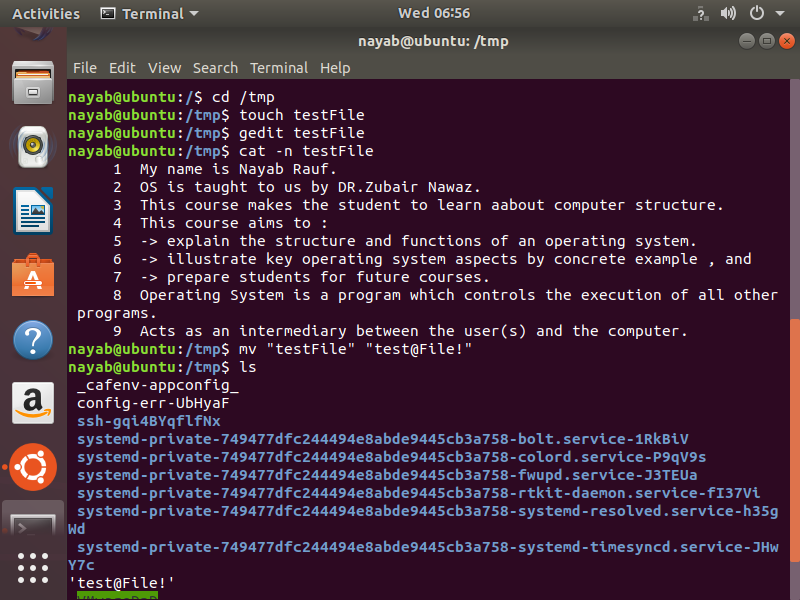 Activities Terminal Wed 06:56 ?
nayab@ubuntu: /tmp
File Edit View Search Terminal Help
nayab@ubuntu:/$ cd /tmp
nayab@ubuntu:/tmp$ touch testFile
nayab@ubuntu:/tmp$ gedit testFile
nayab@ubuntu:/tmp$ cat -n testFile
1 My name is Nayab Rauf.
2 OS is taught to us by DR.Zubair Nawaz.
3 This course makes the student to learn aabout computer structure.
4 This course aims to :
5 -> explain the structure and functions of an operating system.
6 -> illustrate key operating system aspects by concrete example , and
7 -> prepare students for future courses.
8 Operating System is a program which controls the execution of all other
programs.
9 Acts as an intermediary between the user(s) and the computer.
nayab@ubuntu:/tmp$ mv "testFile" "test@File!"
nayab@ubuntu:/tmp$ ls
_cafenv-appconfig_
config-err-UbHyaF
ssh-gqi4BYqflfNx
systemd-private-749477dfc244494e8abde9445cb3a758-bolt.service-1RkBiV
systemd-private-749477dfc244494e8abde9445cb3a758-colord.service-P9qV9s
systemd-private-749477dfc244494e8abde9445cb3a758-fwupd.service-J3TEUa
systemd-private-749477dfc244494e8abde9445cb3a758-rtkit-daemon.service-fI37Vi
systemd-private-749477dfc244494e8abde9445cb3a758-systemd-resolved.service-h35g
Wd
systemd-private-749477dfc244494e8abde9445cb3a758-systemd-timesyncd.service-JHw
Y7c
'test@File!'